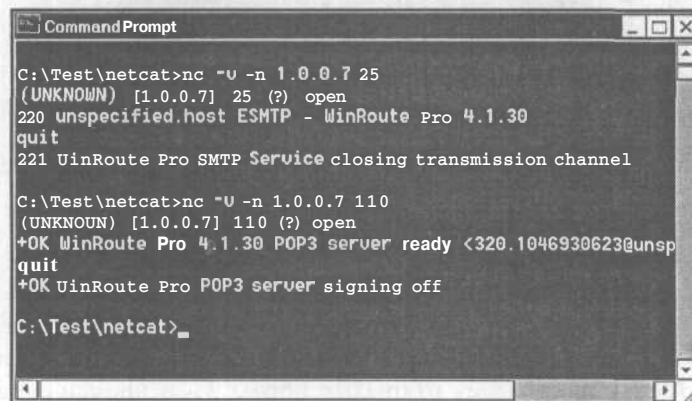 Command Prompt
C:\Test\netcat>nc -v -n 1.0.0.7 25
(UNKNOWN) [1.0.0.7] 25 (?) open
220 unspecified.host ESMTP - WinRoute Pro 4.1.30
quit
221 UinRoute Pro SMTP Service closing transmission channel
C:\Test\netcat>nc -v -n 1.0.0.7 110
(UNKNOUN) [1.0.0.7] 110 (?) open
+OK WinRoute Pro 4.1.30 POP3 server ready <320.1046930623@unsp
quit
+OK UinRoute Pro POP3 server signing off
C:\Test\netcat>_